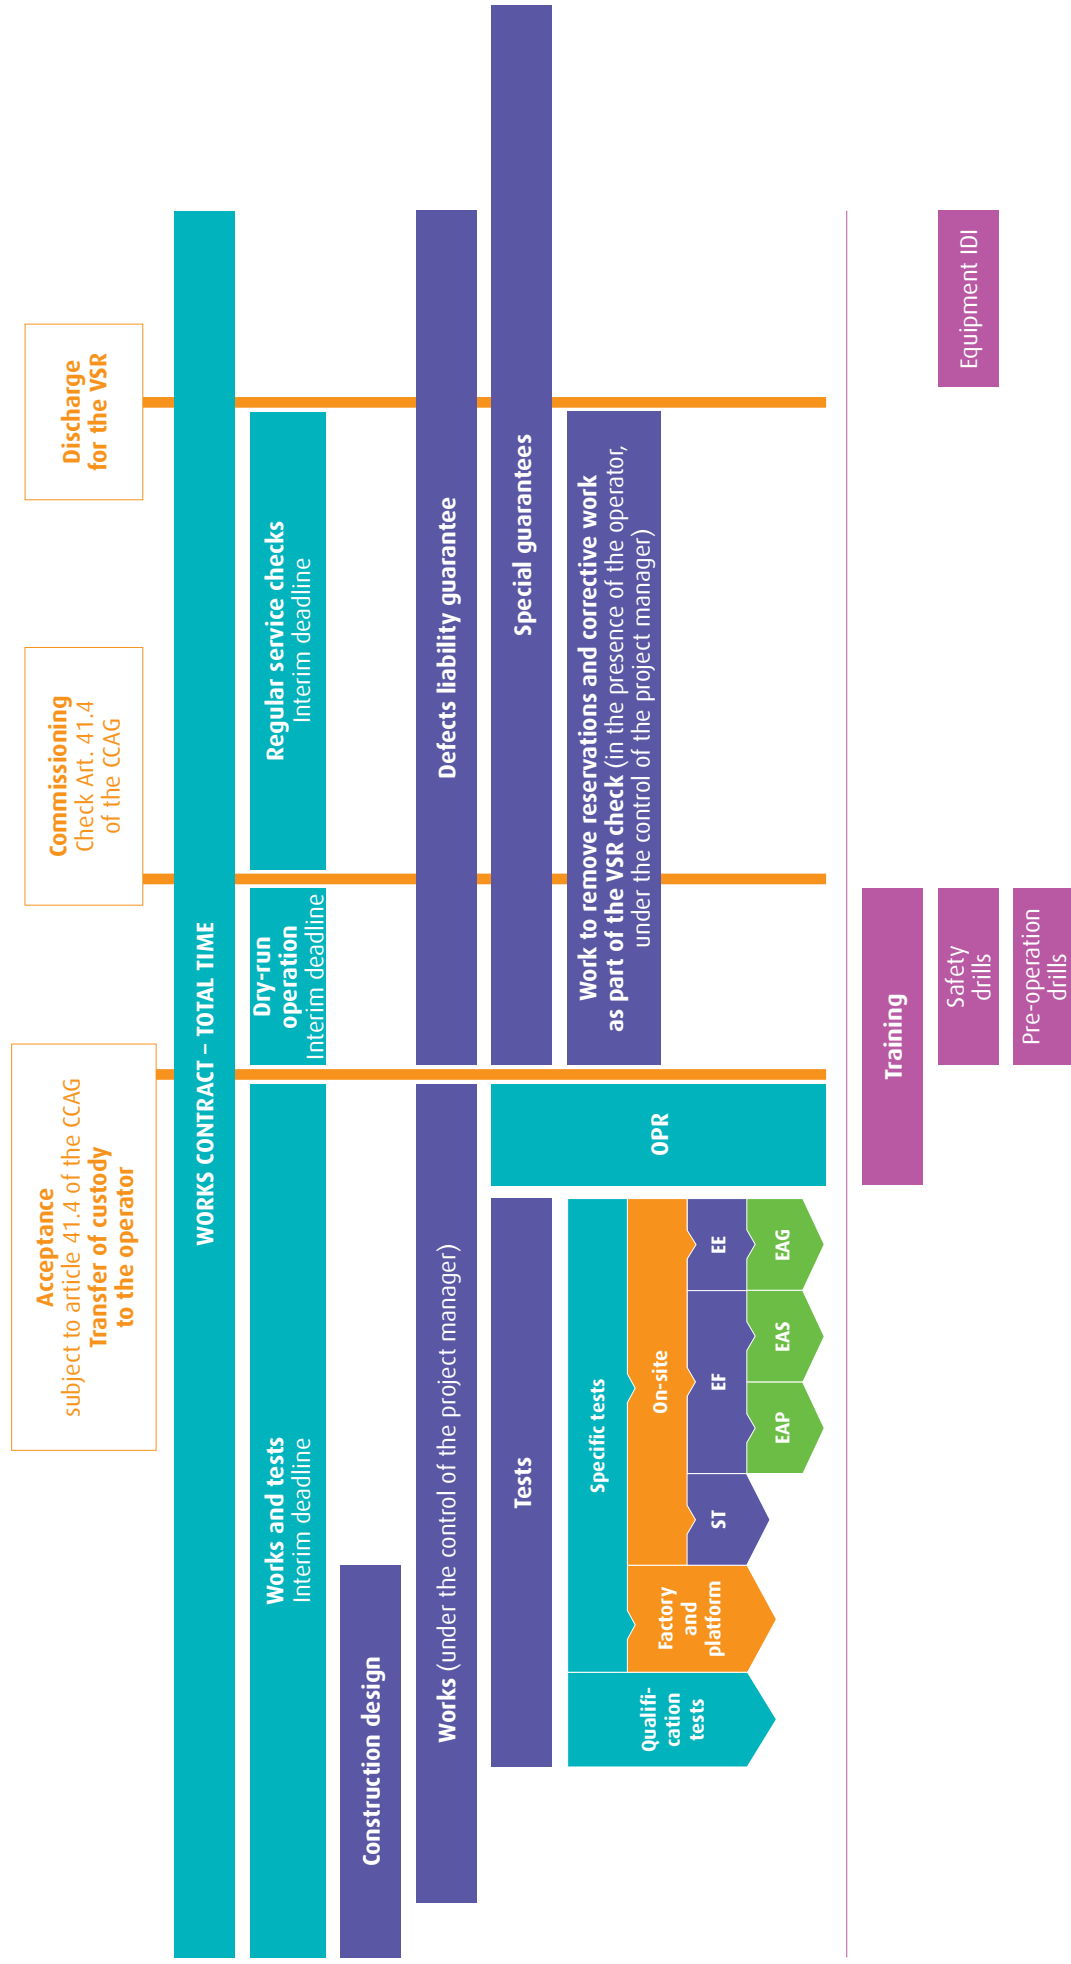 Acceptance
subject to article 41.4 of the CCAG
Transfer of custody
to the operator
Commissioning
Check Art. 41.4
of the CCAG
Discharge
for the VSR
WORKS CONTRACT – TOTAL TIME
Works and tests
Interim deadline
Dry-run
operation
Interim deadline
Regular service checks
Interim deadline
Construction design
Works (under the control of the project manager)
Defects liability guarantee
Tests
OPR
Special guarantees
Qualifi-
cation
tests
Specific tests
Factory
and
platform
On-site
ST
EF
EE
EAP
EAS
EAG
Work to remove reservations and corrective work
as part of the VSR check (in the presence of the operator,
under the control of the project manager)
Training
Safety
drills
Equipment IDI
Pre-operation
drills